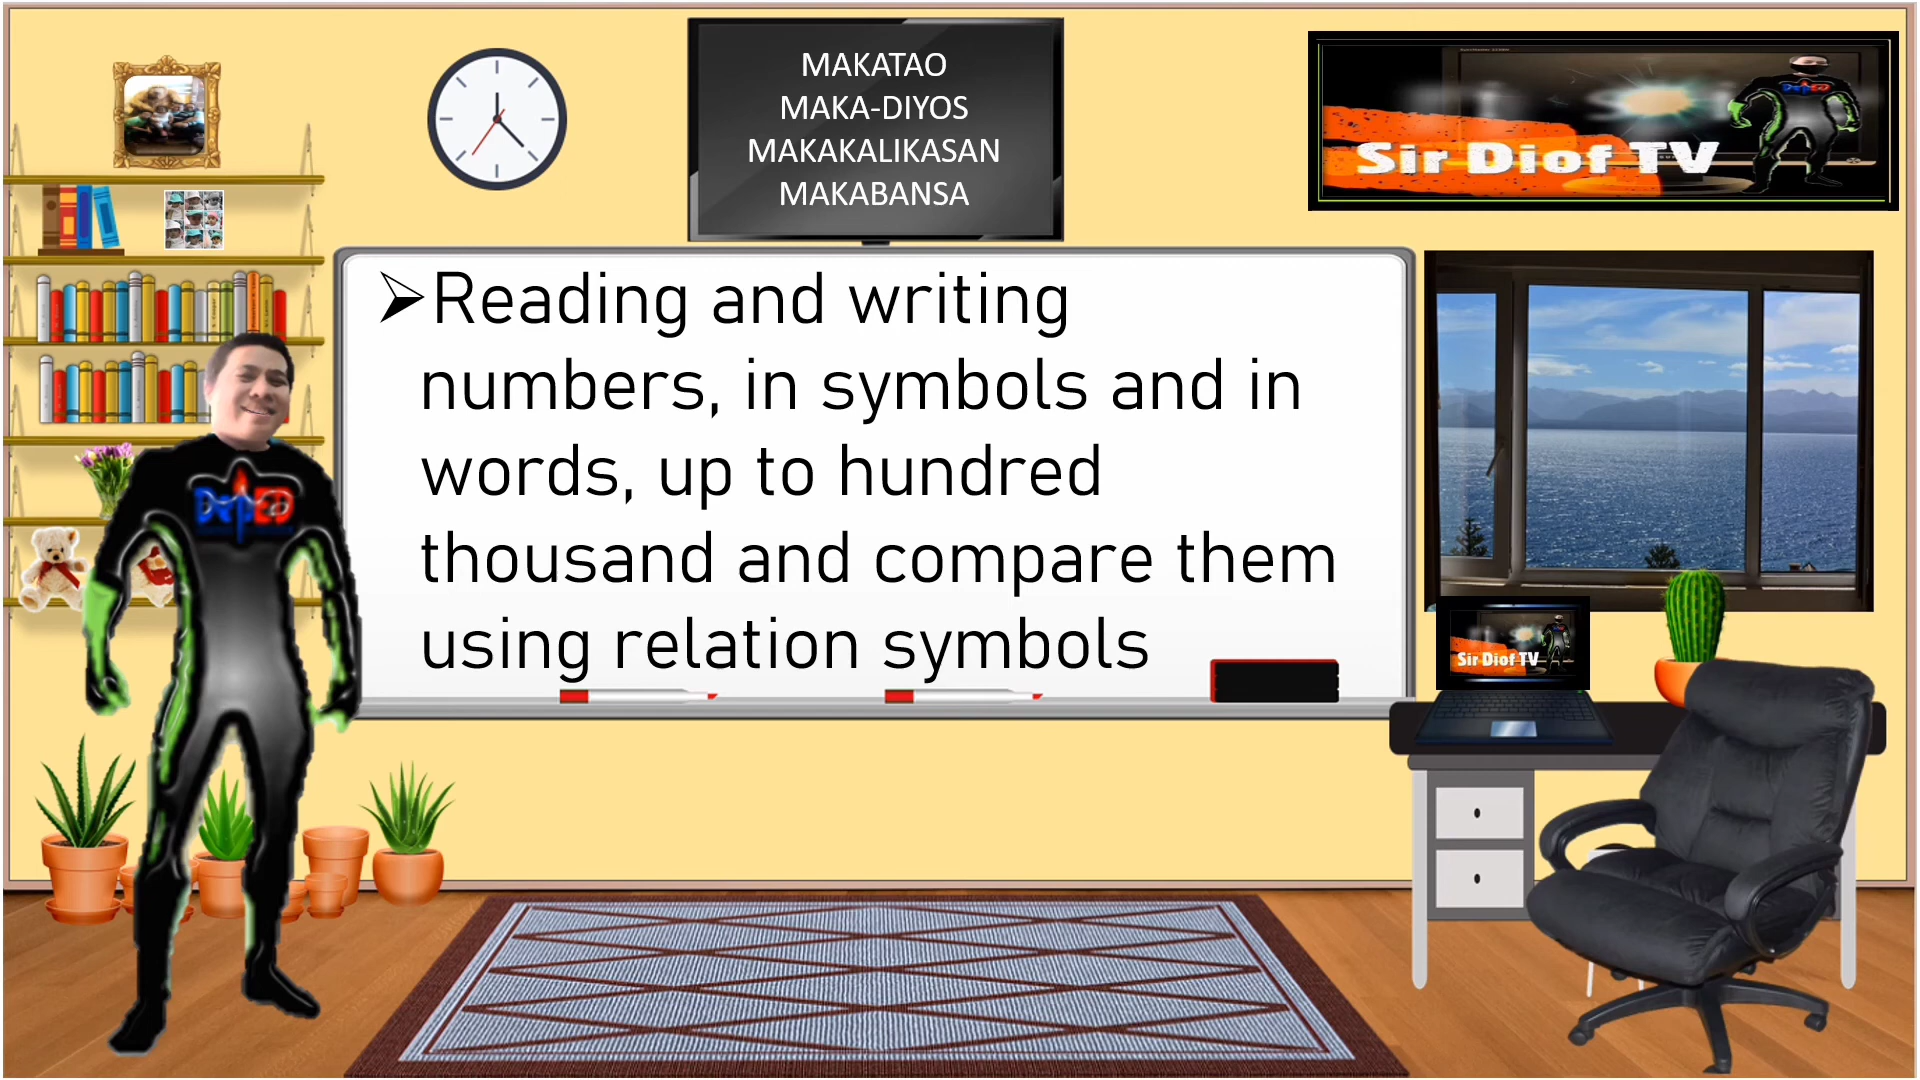 MAKATAO
MAKA-DIYOS
MAKAKALIKASAN
MAKABANSA
Sir Diof TV
➢Reading and writing
numbers, in symbols and in
words, up to hundred
thousand and compare them
using relation symbols
DepED
Sir Diof TV